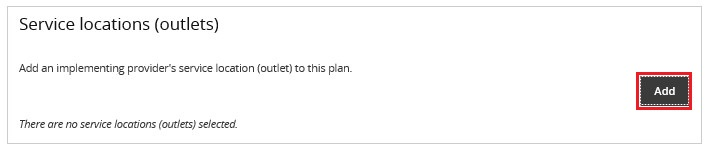 Service locations (outlets)
Add an implementing provider's service location (outlet) to this plan.
Add
There are no service locations (outlets) selected.